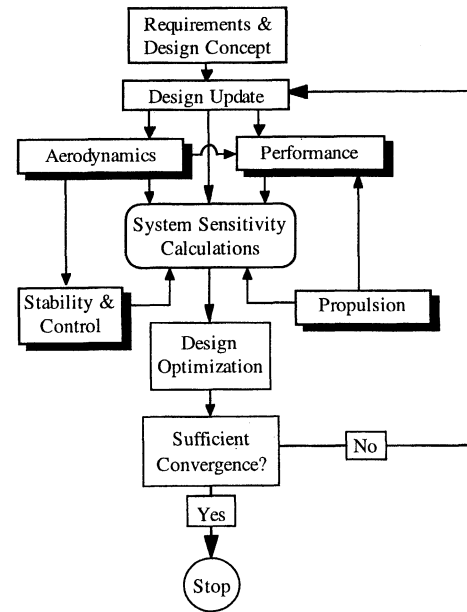 Requirements &
Design Concept
Design Update
Aerodynamics
Performance
System Sensitivity
Calculations
Stability &
Control
Propulsion
Design
Optimization
Sufficient
Convergence?
No
Yes
Stop